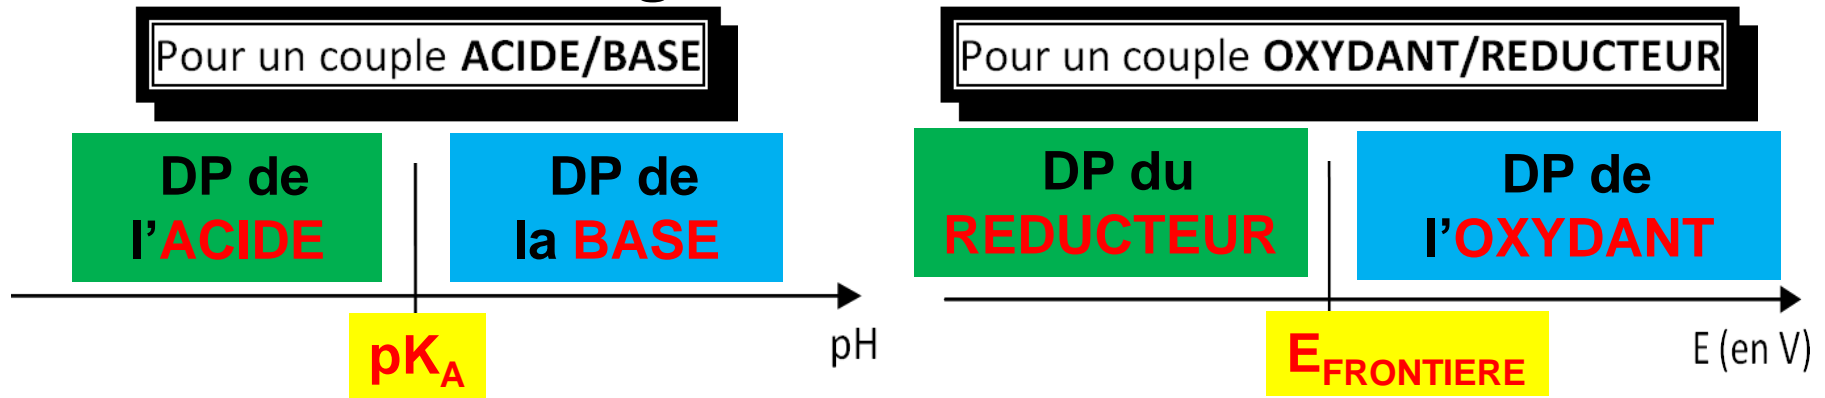 Pour un couple ACIDE/BASE
DP de
l’ACIDE
DP de
la BASE
pKA
pH
Pour un couple OXYDANT/REDUCTEUR
DP du
REDUCTEUR
DP de
l’OXYDANT
EFRONTIERE
E (en V)